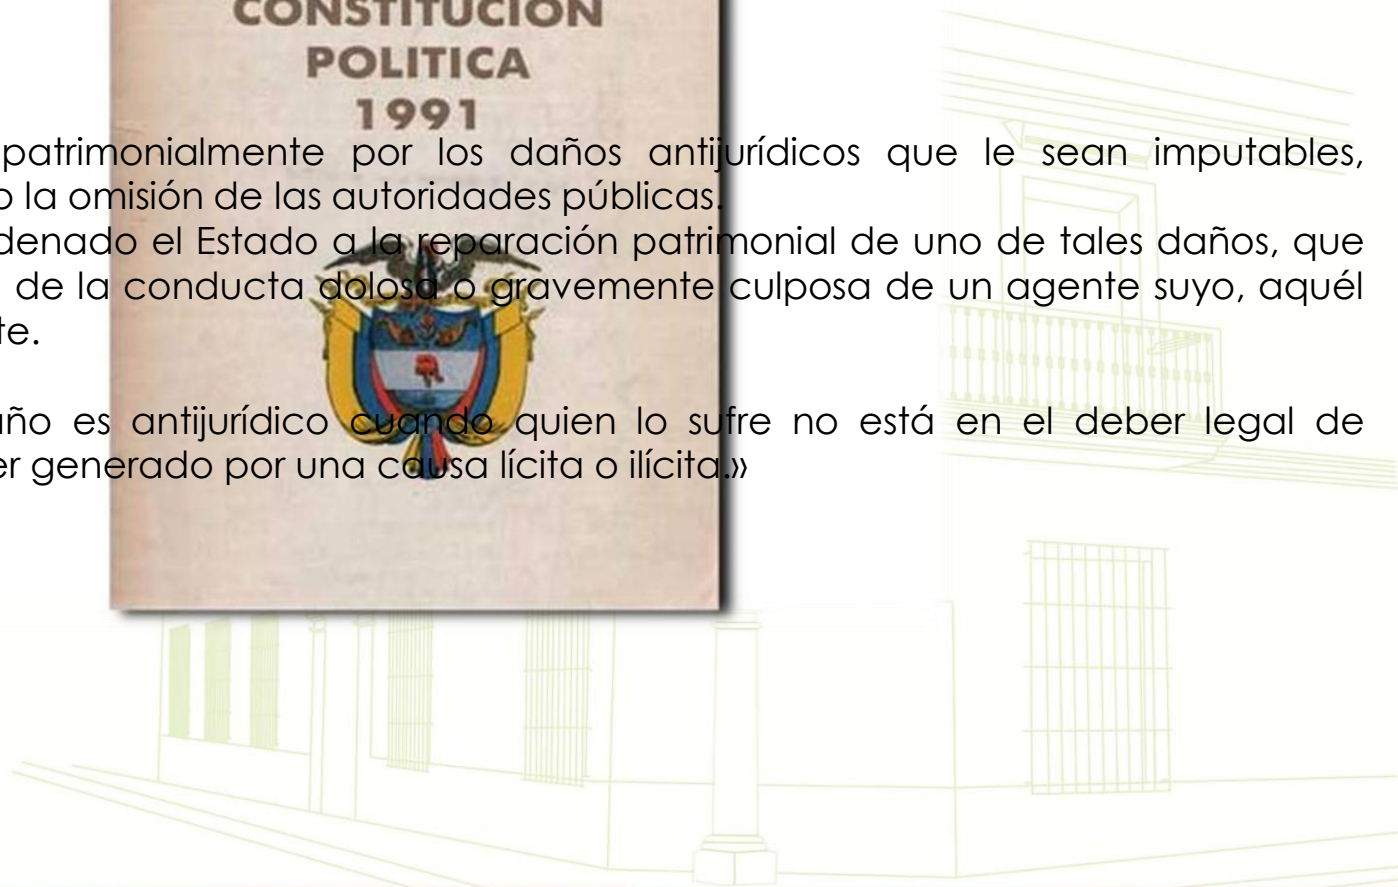 CONSTITUCIÓN
POLITICA
1991
patrimonialmente por los daños antijurídicos que le sean imputables,
o la omisión de las autoridades públicas.
denado el Estado a la reparación patrimonial de uno de tales daños, que
de la conducta dolosa o gravemente culposa de un agente suyo, aquél
te.
año es antijurídico cuando quien lo sufre no está en el deber legal de
er generado por una causa lícita o ilícita.»